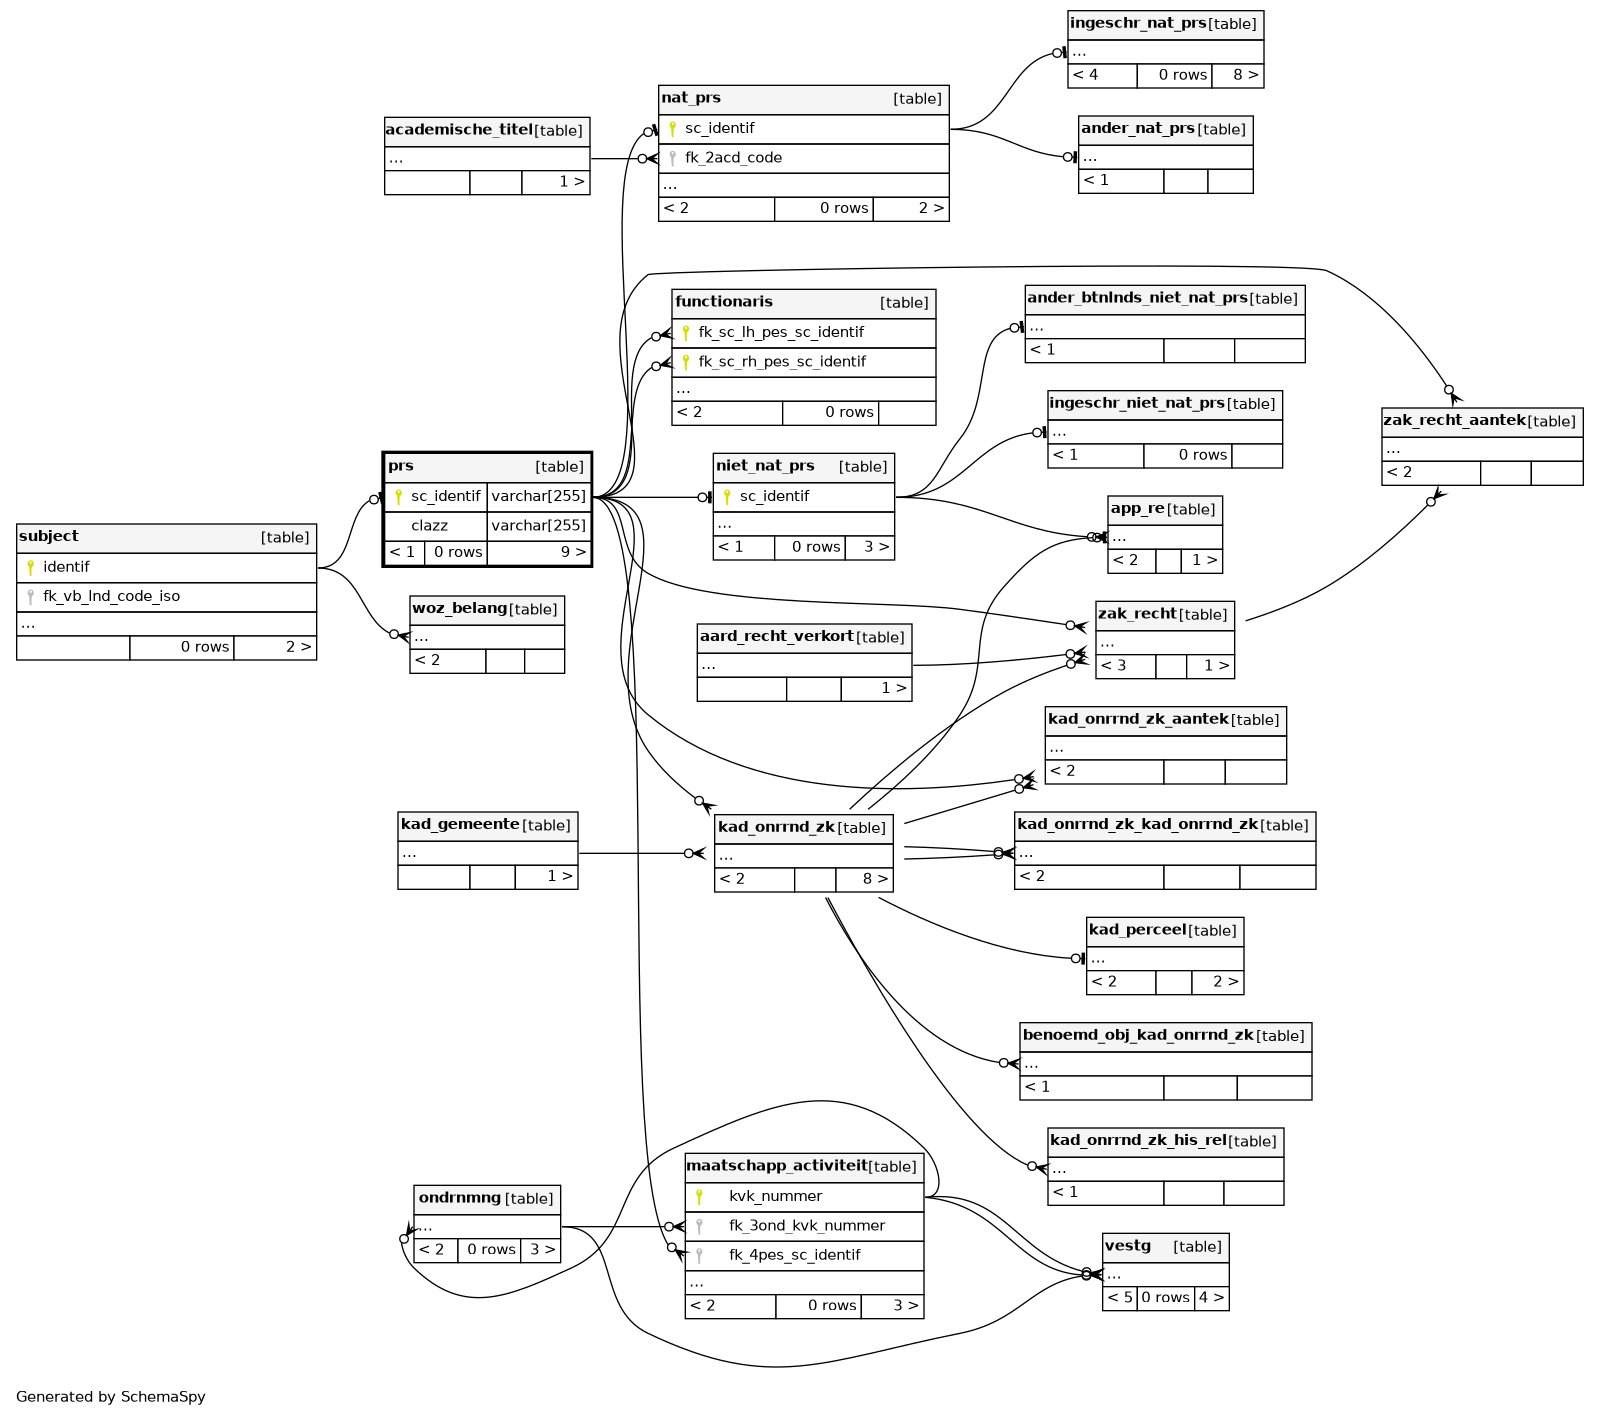 ingeschr_nat_prs [table]
...
< 4 0 rows 8 >
nat_prs [table]
sc_identif
fk_2acd_code
...
< 2 0 rows 2 >
academische_titel [table]
...
1 >
ander_nat_prs [table]
...
< 1
functionaris [table]
fk_sc_lh_pes_sc_identif
fk_sc_rh_pes_sc_identif
...
< 2 0 rows
ander_btnlnds_niet_nat_prs [table]
...
< 1
ingeschr_niet_nat_prs [table]
...
< 1 0 rows
zak_recht_aantek [table]
...
< 2
prs [table]
sc_identif varchar[255]
clazz varchar[255]
< 1 0 rows 9 >
niet_nat_prs [table]
sc_identif
...
< 1 0 rows 3 >
app_re [table]
...
< 2 1 >
subject [table]
identif
fk_vb_lnd_code_iso
...
0 rows 2 >
woz_belang [table]
...
< 2
zak_recht [table]
...
< 3 1 >
aard_recht_verkort [table]
...
1 >
kad_onrrnd_zk_aantek [table]
...
< 2
kad_gemeente [table]
...
1 >
kad_onrrnd_zk [table]
...
< 2 8 >
kad_onrrnd_zk_kad_onrrnd_zk [table]
...
< 2
kad_perceel [table]
...
< 2 2 >
benoemd_obj_kad_onrrnd_zk [table]
...
< 1
kad_onrrnd_zk_his_rel [table]
...
< 1
ondrnmng [table]
...
< 2 0 rows 3 >
maatschapp_activiteit [table]
kvk_nummer
fk_3ond_kvk_nummer
fk_4pes_sc_identif
...
< 2 0 rows 3 >
vestg [table]
...
< 5 0 rows 4 >
Generated by SchemaSpy